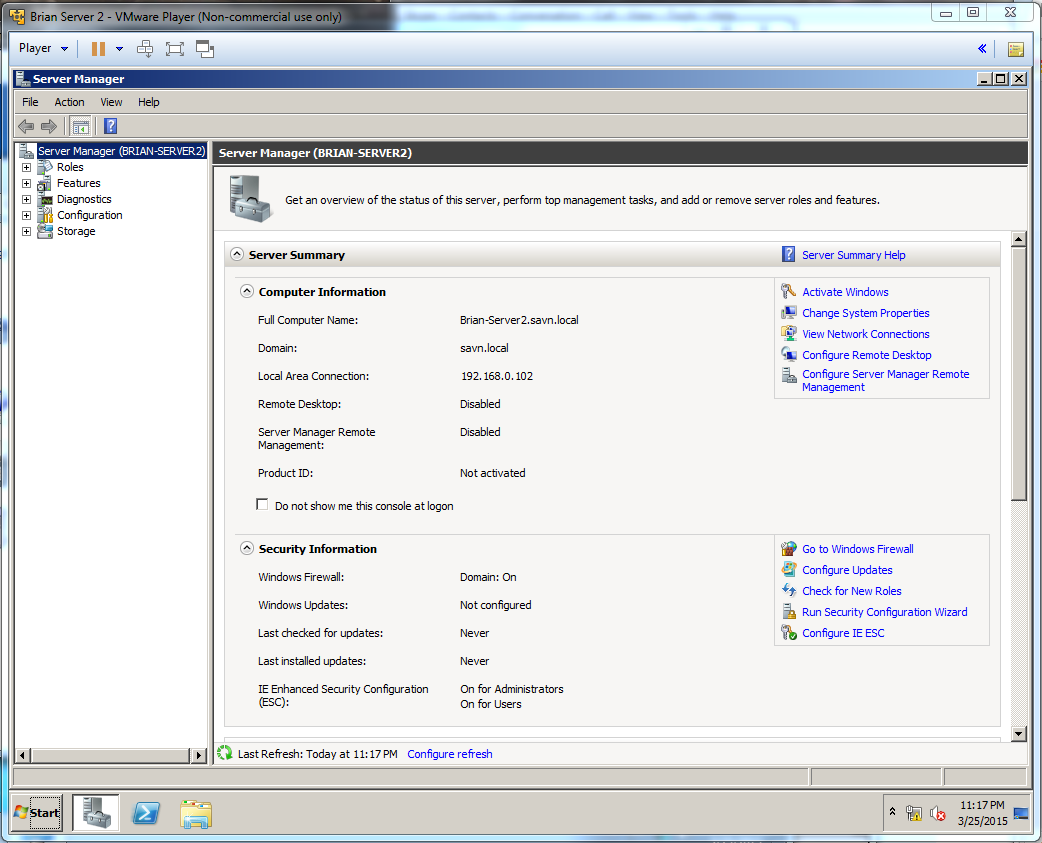 Brian Server 2 - VMware Player (Non-commercial use only)
Player
Server Manager
File Action View Help
Server Manager (BRIAN-SERVER2)
Roles
Features
Diagnostics
Configuration
Storage
Server Manager (BRIAN-SERVER2)
Get an overview of the status of this server, perform top management tasks, and add or remove server roles and features.
Server Summary
Server Summary Help
Computer Information
Full Computer Name: Brian-Server2.savn.local
Domain: savn.local
Local Area Connection: 192.168.0.102
Remote Desktop: Disabled
Server Manager Remote Disabled
Management:
Product ID: Not activated
Do not show me this console at logon
Activate Windows
Change System Properties
View Network Connections
Configure Remote Desktop
Configure Server Manager Remote
Management
Security Information
Windows Firewall: Domain: On
Windows Updates: Not configured
Last checked for updates: Never
Last installed updates: Never
IE Enhanced Security Configuration On for Administrators
(ESC): On for Users
Go to Windows Firewall
Configure Updates
Check for New Roles
Run Security Configuration Wizard
Configure IE ESC
Last Refresh: Today at 11:17 PM Configure refresh
Start
11:17 PM
3/25/2015